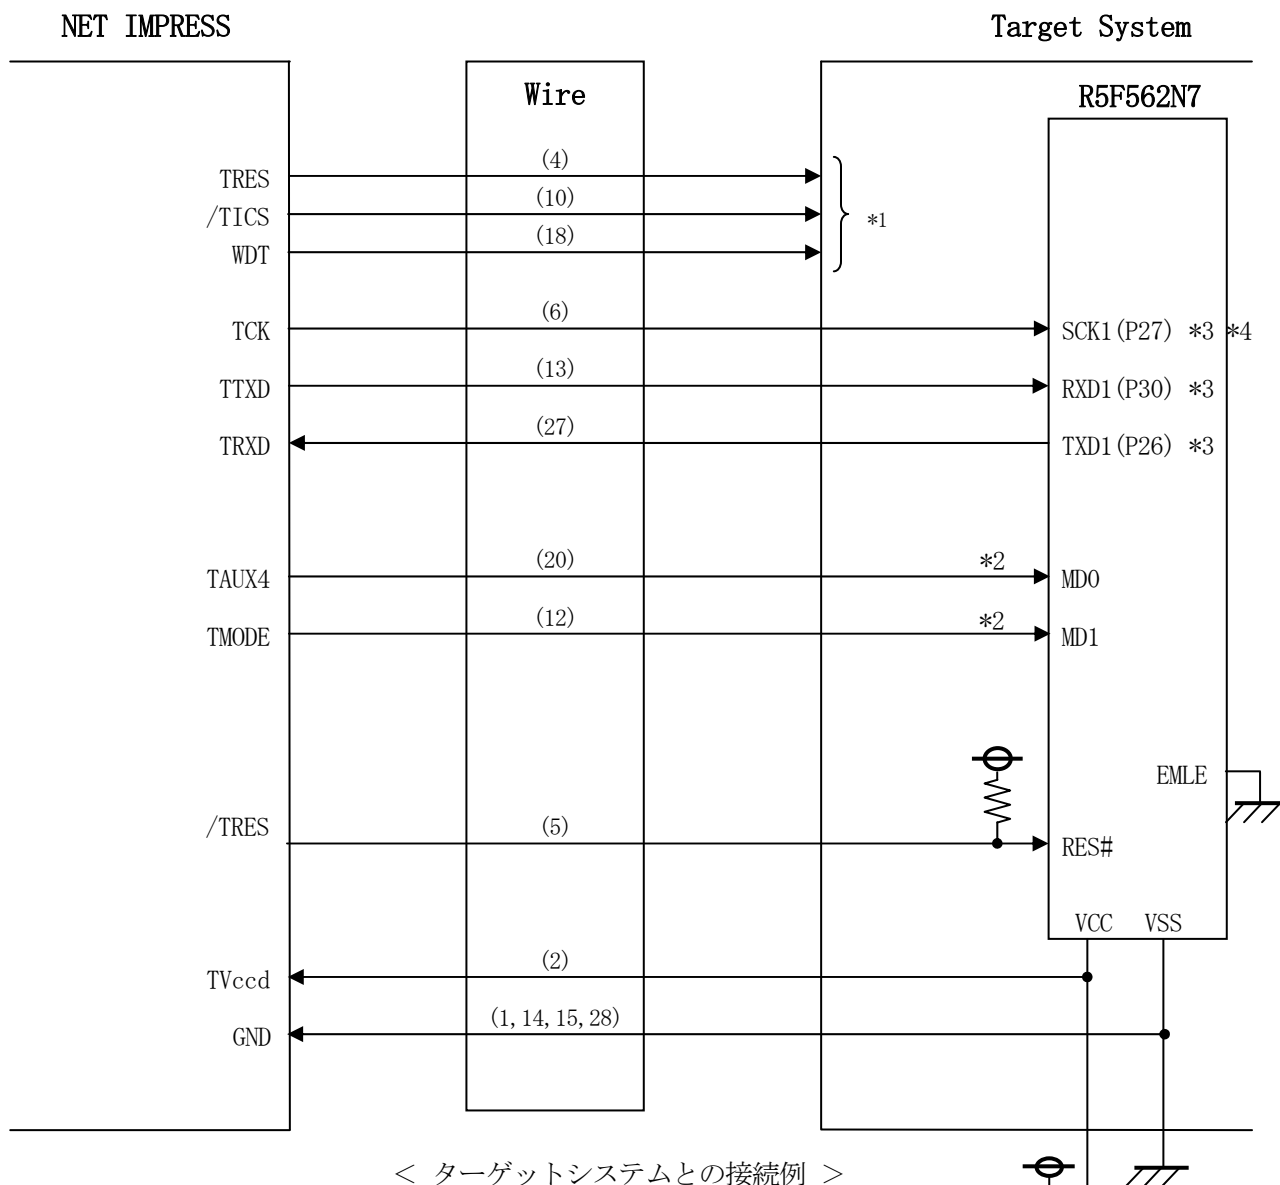 NET IMPRESS
Target System
Wire
R5F562N7
TRES
(4)
/TICS
(10)
*1
WDT
(18)
TCK
(6)
SCK1(P27) *3 *4
TTXD
(13)
RXD1(P30) *3
TRXD
(27)
TXD1(P26) *3
TAUX4
(20)
*2
MD0
TMODE
(12)
*2
MD1
EMLE
/TRES
(5)
RES#
VCC
VSS
TVccd
(2)
GND
(1,14,15,28)
< ターゲットシステムとの接続例 >